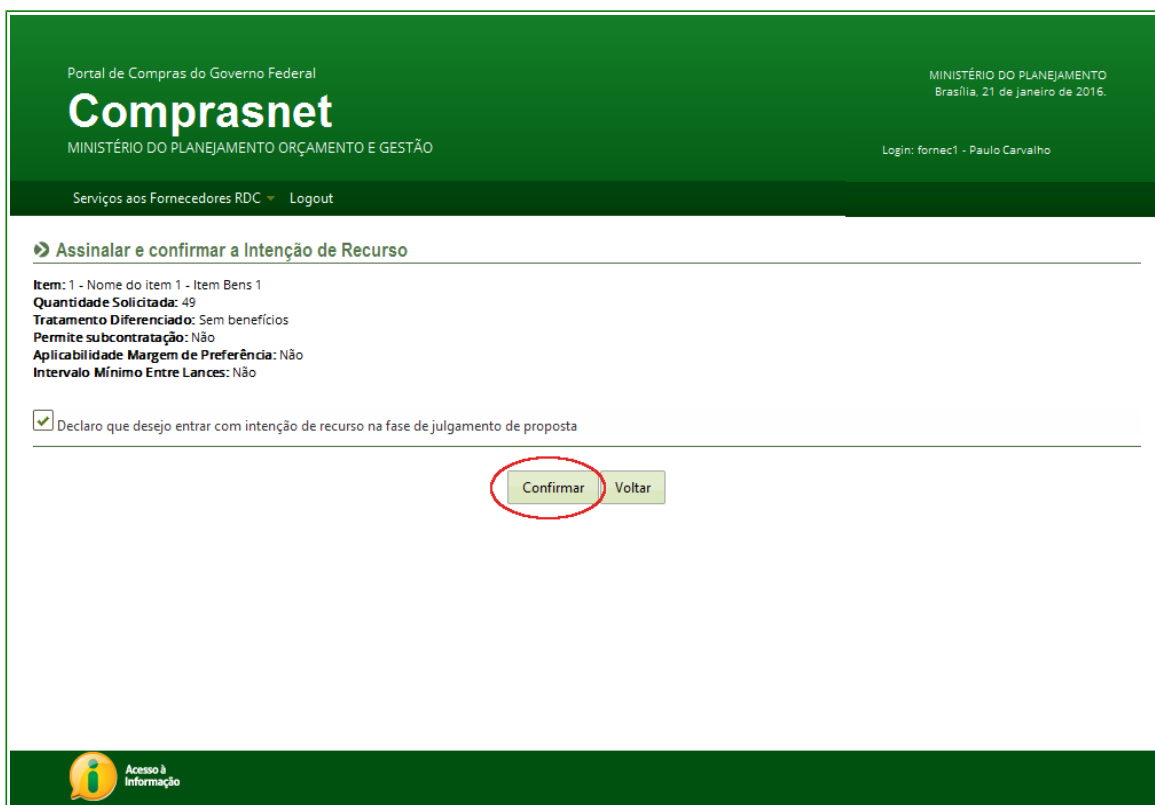 Portal de Compras do Governo Federal
Comprasnet
MINISTÉRIO DO PLANEJAMENTO ORÇAMENTO E GESTÃO
MINISTÉRIO DO PLANEJAMENTO
Brasília, 21 de janeiro de 2016.
Login: fornec1 - Paulo Carvalho
Serviços aos Fornecedores RDC Logout
Assinalar e confirmar a Intenção de Recurso
Item: 1 - Nome do item 1 - Item Bens 1
Quantidade Solicitada: 49
Tratamento Diferenciado: Sem benefícios
Permite subcontratação: Não
Aplicabilidade Margem de Preferência: Não
Intervalo Mínimo Entre Lances: Não
Declaro que desejo entrar com intenção de recurso na fase de julgamento de proposta
Confirmar Voltar
Acesso à
Informação